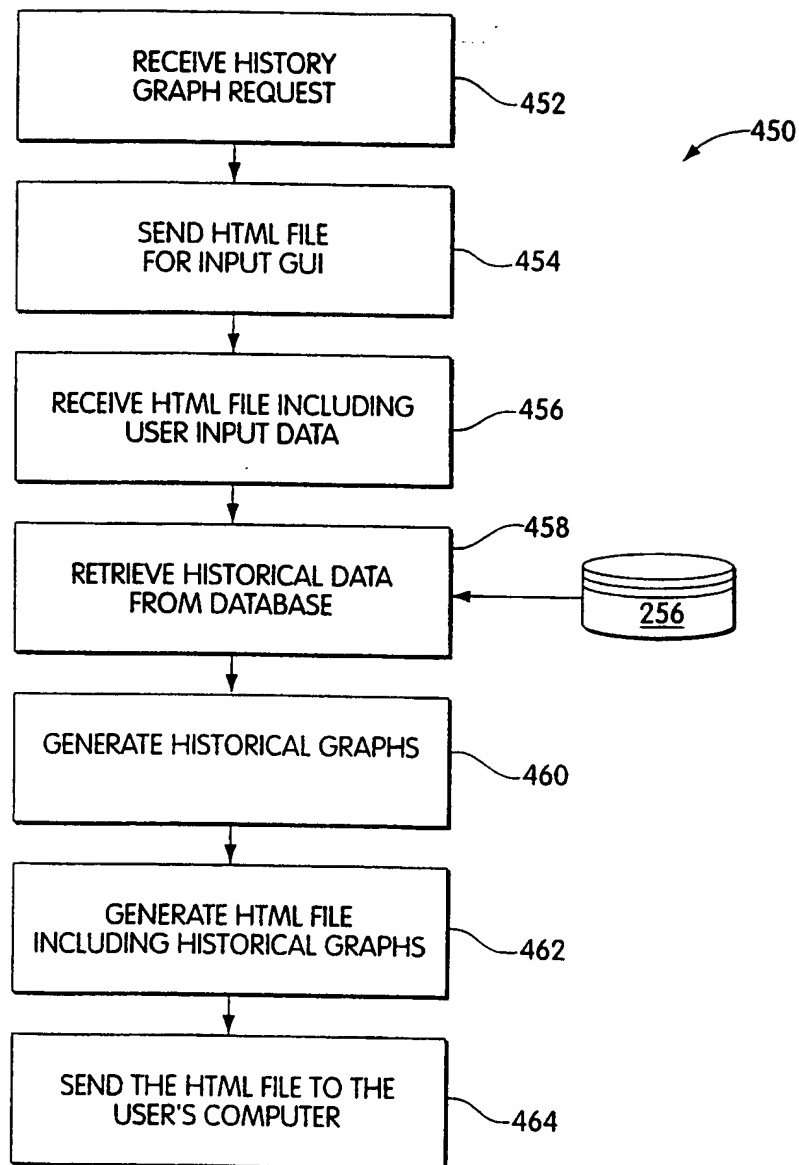 RECEIVE HISTORY
GRAPH REQUEST
452
450
SEND HTML FILE
FOR INPUT GUI
454
RECEIVE HTML FILE INCLUDING
USER INPUT DATA
456
458
RETRIEVE HISTORICAL DATA
FROM DATABASE
256
GENERATE HISTORICAL GRAPHS
460
GENERATE HTML FILE
INCLUDING HISTORICAL GRAPHS
462
SEND THE HTML FILE TO THE
USER'S COMPUTER
464